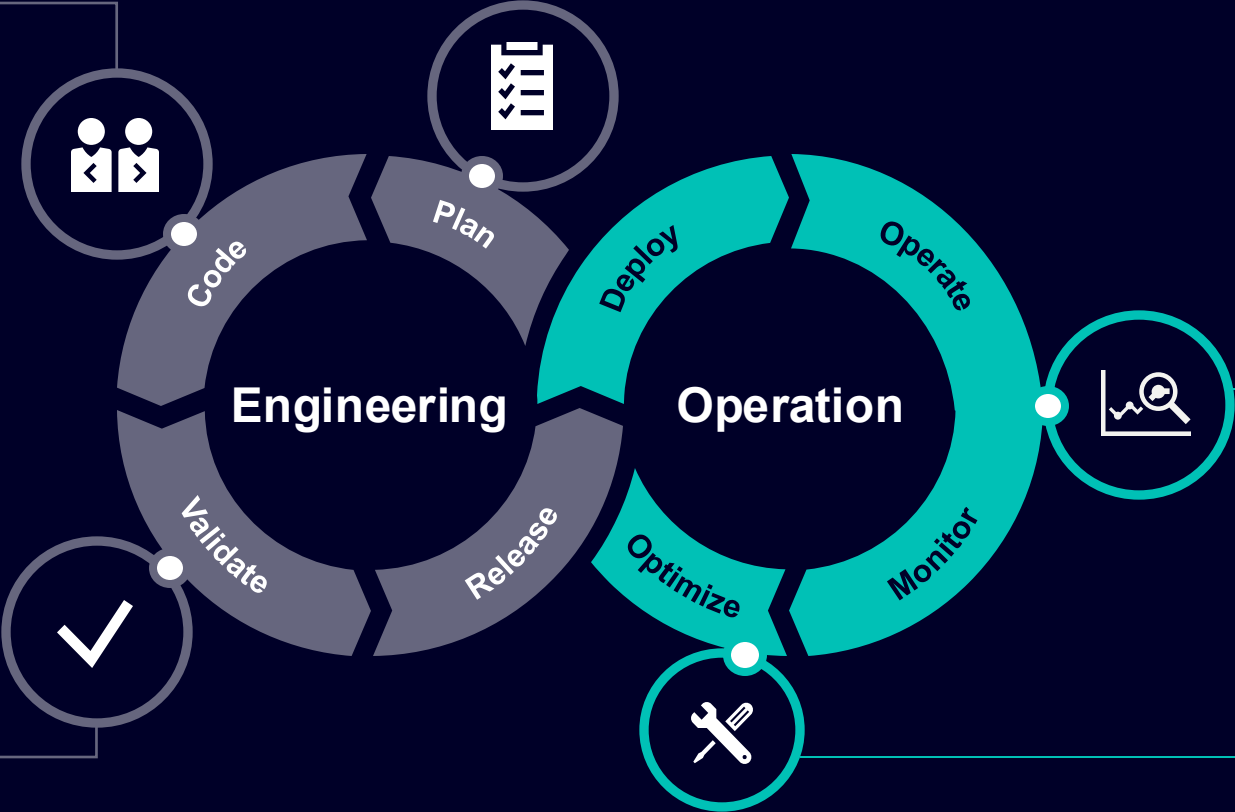 Plan
Code
Deploy
Operate
Engineering
Operation
Validate
Release
Optimize
Monitor